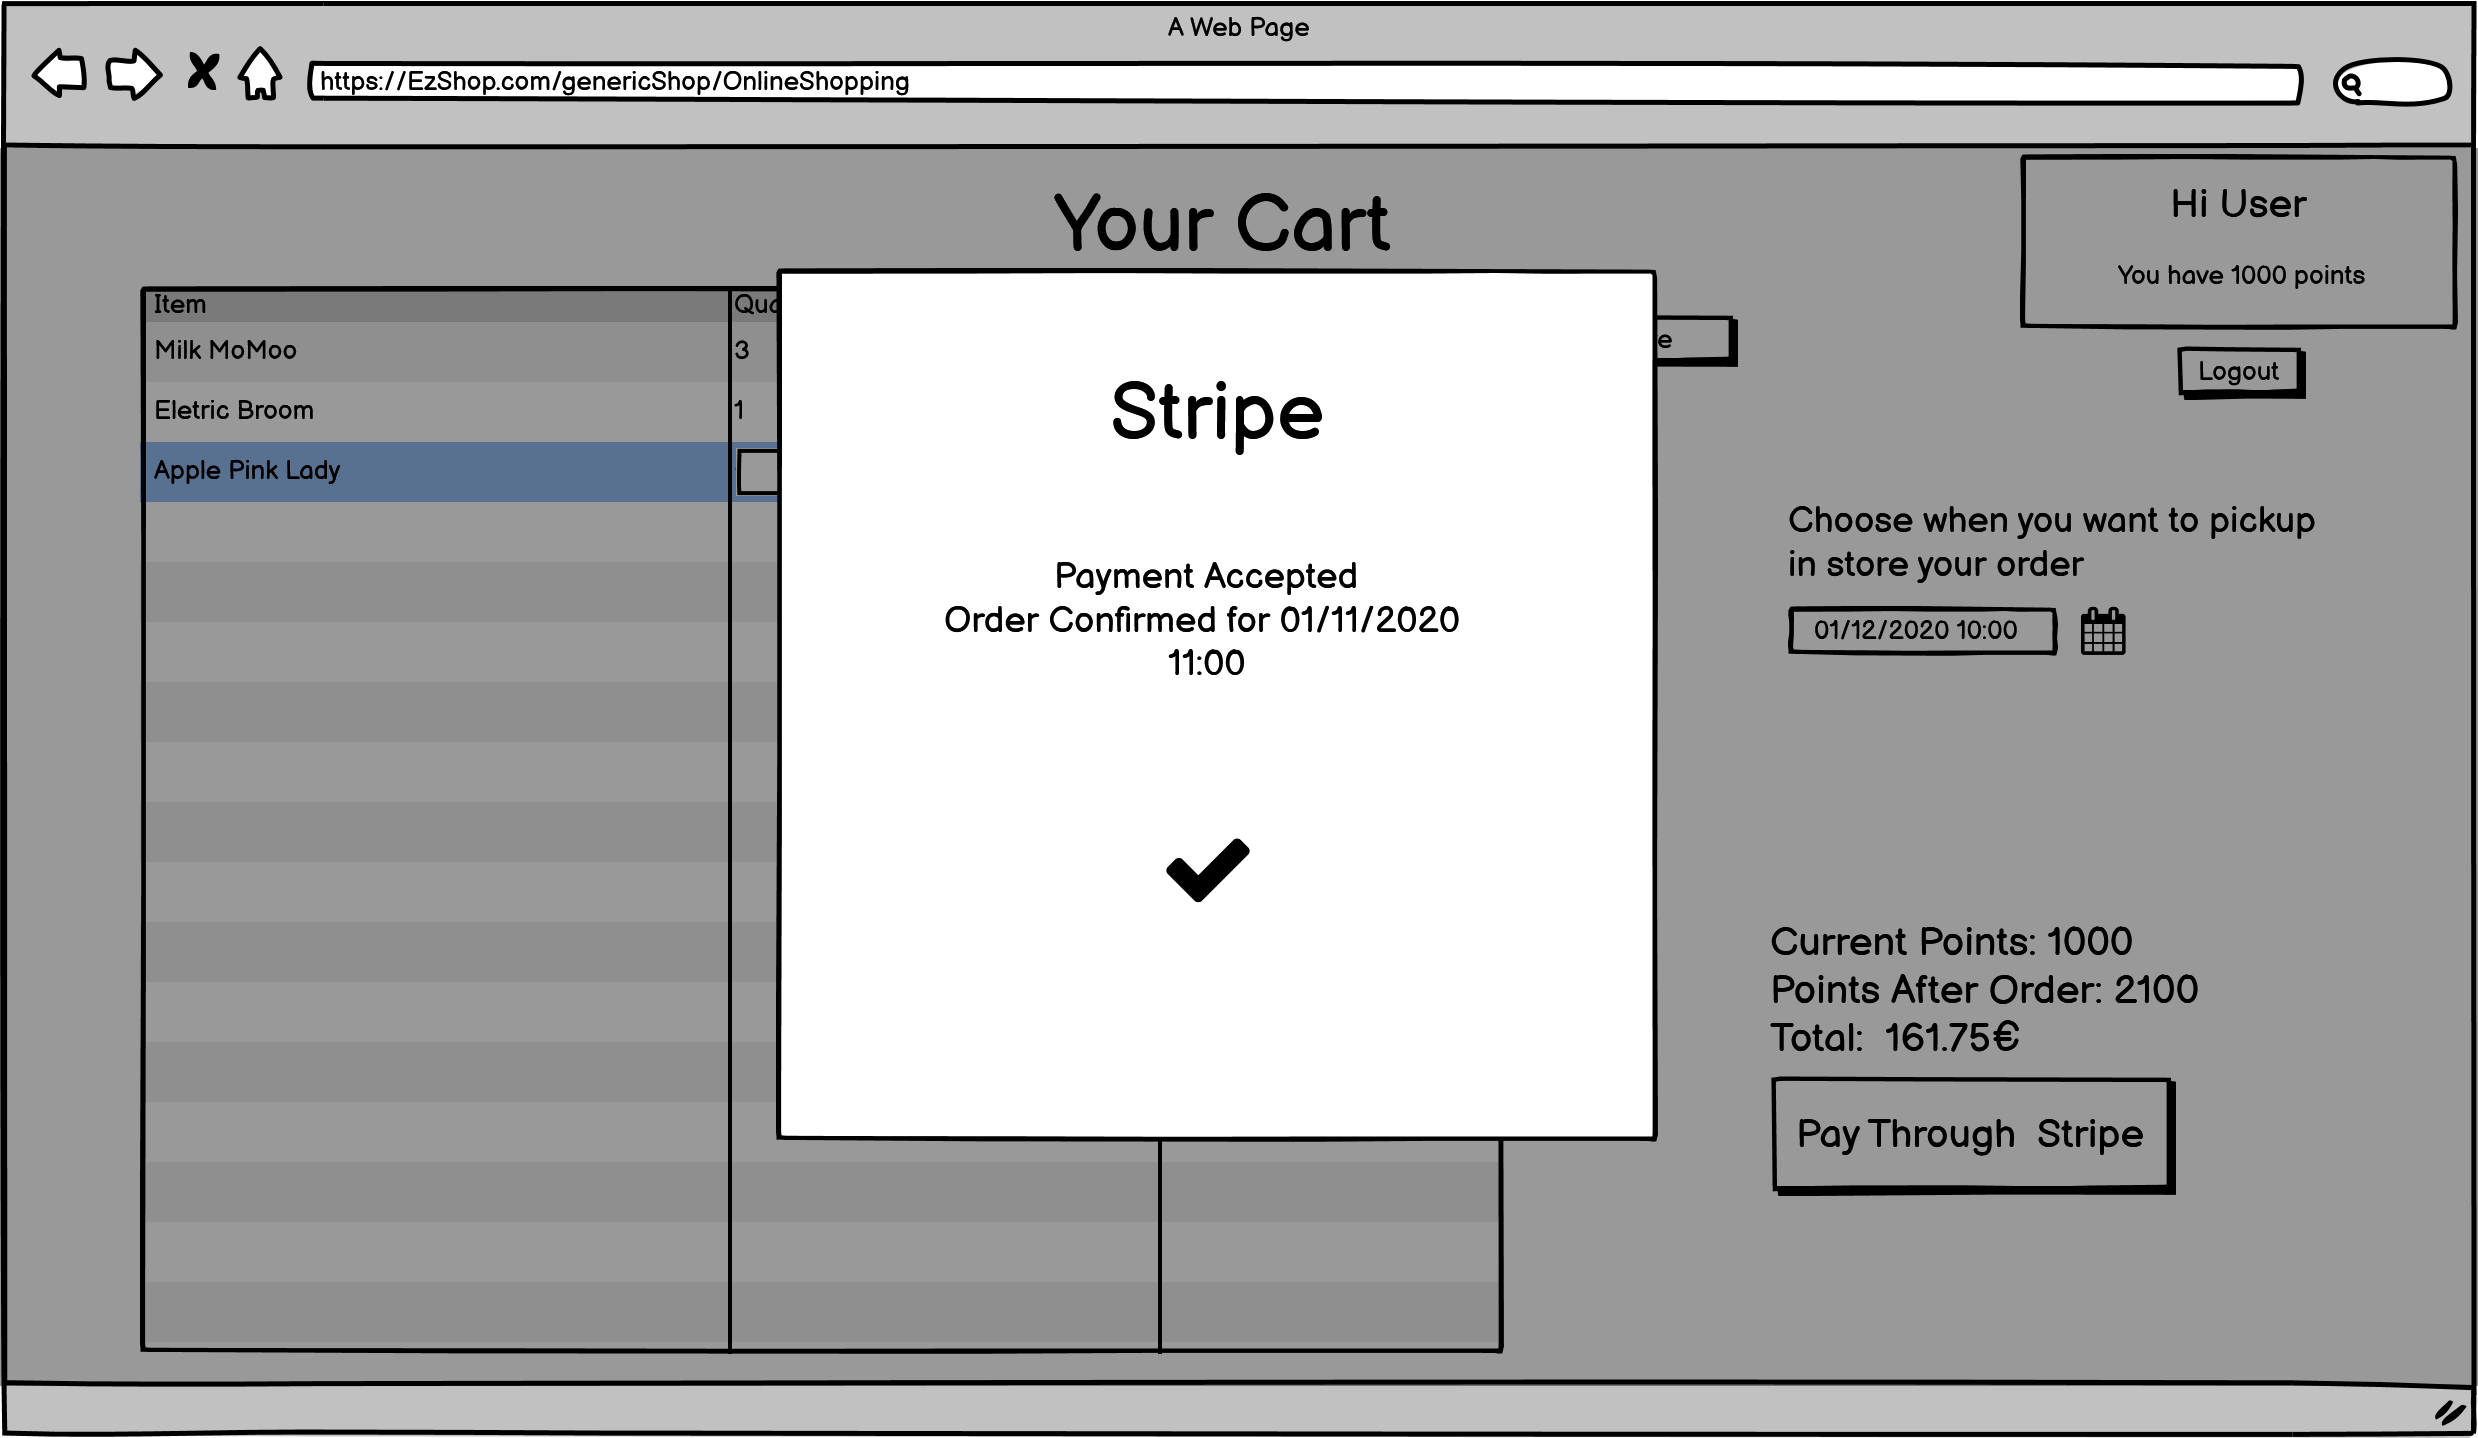 A Web Page
https://EzShop.com/genericShop/OnlineShopping
Your Cart
Hi User
You have 1000 points
Logout
Item
Milk MoMoo
3
Eletric Broom
1
Apple Pink Lady
Stripe
Payment Accepted
Order Confirmed for 01/11/2020
11:00
Choose when you want to pickup
in store your order
01/12/2020 10:00
Current Points: 1000
Points After Order: 2100
Total: 161.75€
Pay Through Stripe